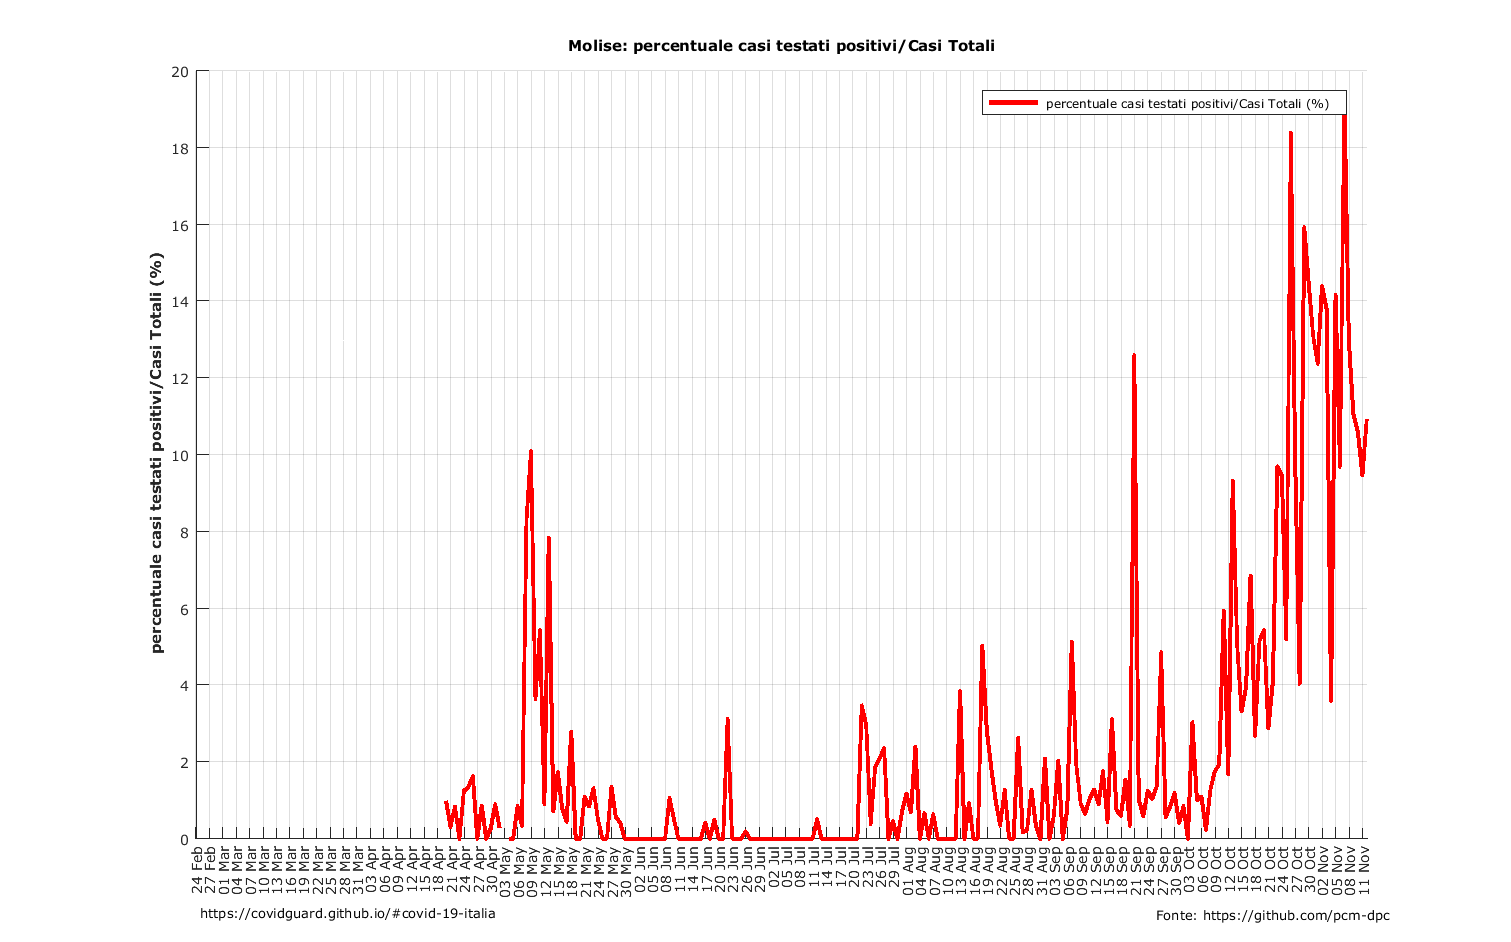 Molise: percentuale casi testati positivi/Casi Totali
percentuale casi testati positivi/Casi Totali (%)
percentuale casi testati positivi/Casi Totali (%)
20
18
16
14
12
10
8
6
4
2
0
24 Feb
27 Feb
01 Mar
04 Mar
07 Mar
10 Mar
13 Mar
16 Mar
19 Mar
22 Mar
25 Mar
28 Mar
31 Mar
03 Apr
06 Apr
09 Apr
12 Apr
15 Apr
18 Apr
21 Apr
24 Apr
27 Apr
30 Apr
03 May
06 May
09 May
12 May
15 May
18 May
21 May
24 May
27 May
30 May
02 Jun
05 Jun
08 Jun
11 Jun
14 Jun
17 Jun
20 Jun
23 Jun
26 Jun
29 Jun
02 Jul
05 Jul
08 Jul
11 Jul
14 Jul
17 Jul
20 Jul
23 Jul
26 Jul
29 Jul
01 Aug
04 Aug
07 Aug
10 Aug
13 Aug
16 Aug
19 Aug
22 Aug
25 Aug
28 Aug
31 Aug
03 Sep
06 Sep
09 Sep
12 Sep
15 Sep
18 Sep
21 Sep
24 Sep
27 Sep
30 Sep
03 Oct
06 Oct
09 Oct
12 Oct
15 Oct
18 Oct
21 Oct
24 Oct
27 Oct
30 Oct
02 Nov
05 Nov
08 Nov
11 Nov
https://covidguard.github.io/#covid-19-italia
Fonte: https://github.com/pcm-dpc